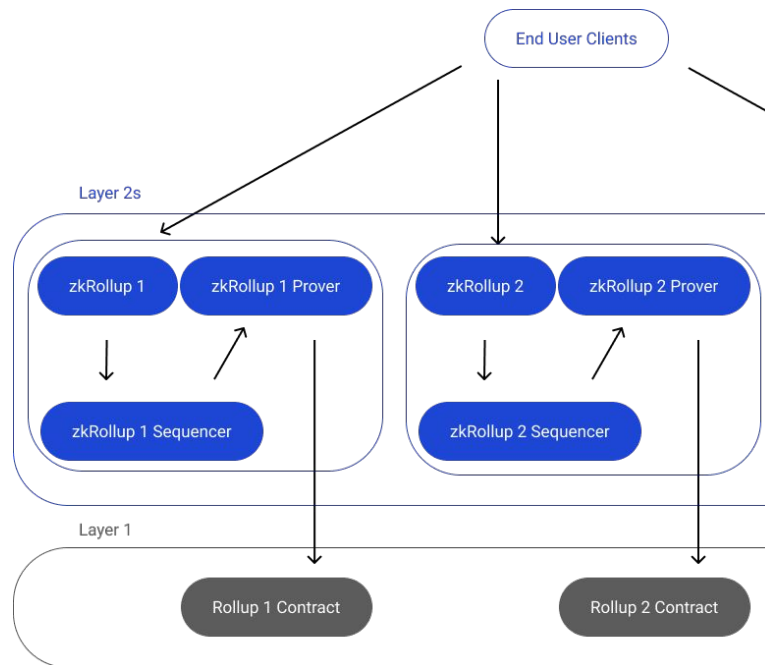 End User Clients
Layer 2s
zkRollup 1
zkRollup 1 Prover
zkRollup 2
zkRollup 2 Prover
zkRollup 1 Sequencer
zkRollup 2 Sequencer
Layer 1
Rollup 1 Contract
Rollup 2 Contract